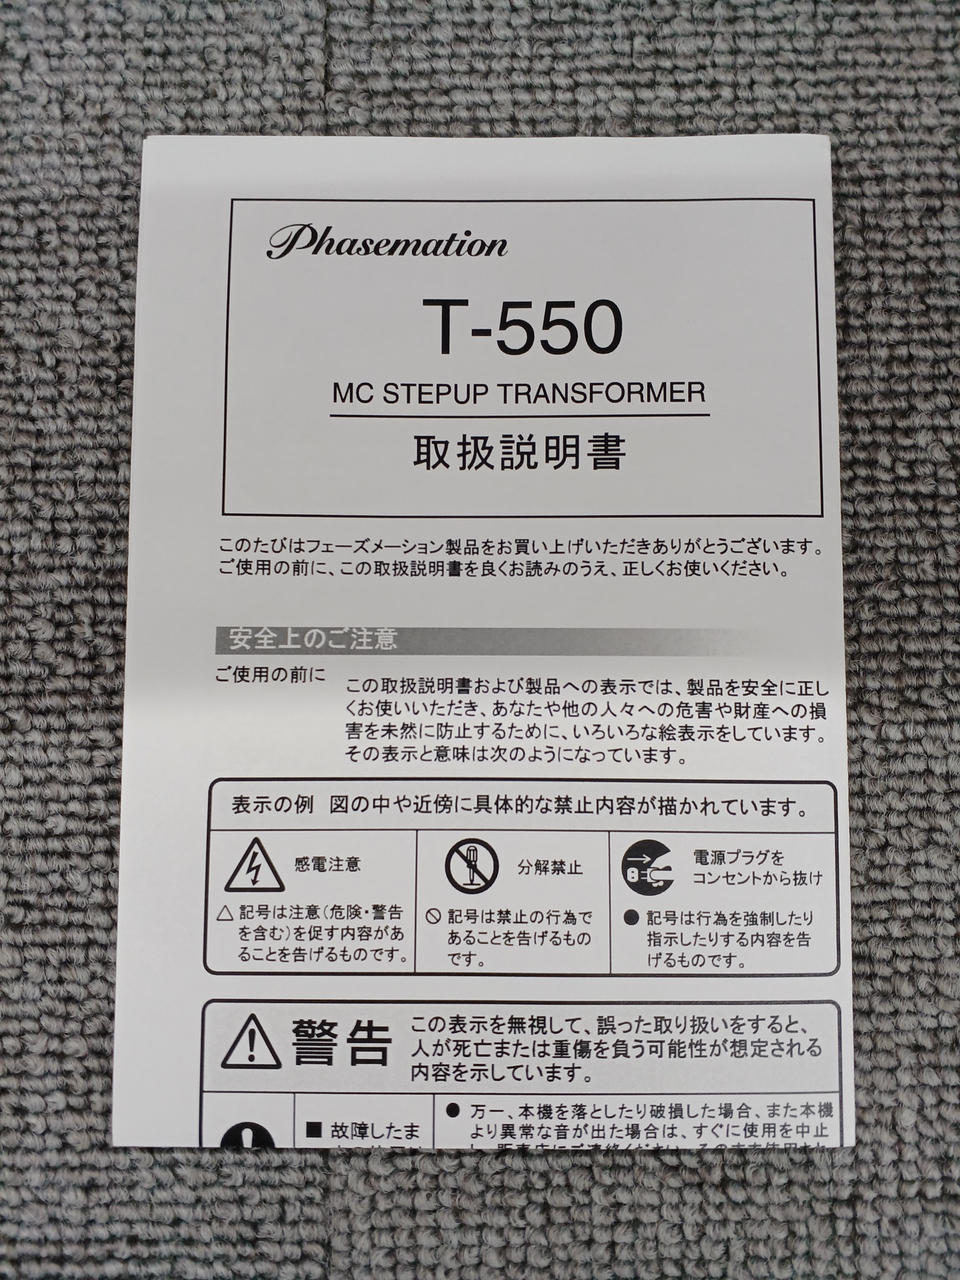 Phasemation
T-550
MC STEPUP TRANSFORMER
取扱説明書
このたびはフェーズメーション製品をお買い上げいただきありがとうございます。
ご使用の前に、この取扱説明書を良くお読みのうえ、正しくお使いください。
安全上のご注意
ご使用の前に
この取扱説明書および製品への表示では、製品を安全に正し
くお使いいただき、あなたや他の人々への危害や財産への損
害を未然に防止するために、いろいろな絵表示をしています。
その表示と意味は次のようになっています。
表示の例 図の中や近傍に具体的な禁止内容が描かれています。
感電注意
△ 記号は注意(危険・警告
を含む)を促す内容があ
ることを告げるものです。
分解禁止
記号は禁止の行為で
あることを告げるもの
です。
電源プラグを
コンセントから抜け
● 記号は行為を強制したり
指示したりする内容を告
げるものです。
警告
この表示を無視して、誤った取り扱いをすると、
人が死亡または重傷を負う可能性が想定される
内容を示しています。
■ 故障したま
● 万一、本機を落としたり破損した場合、また本機
より異常な音が出た場合は、すぐに使用を中止